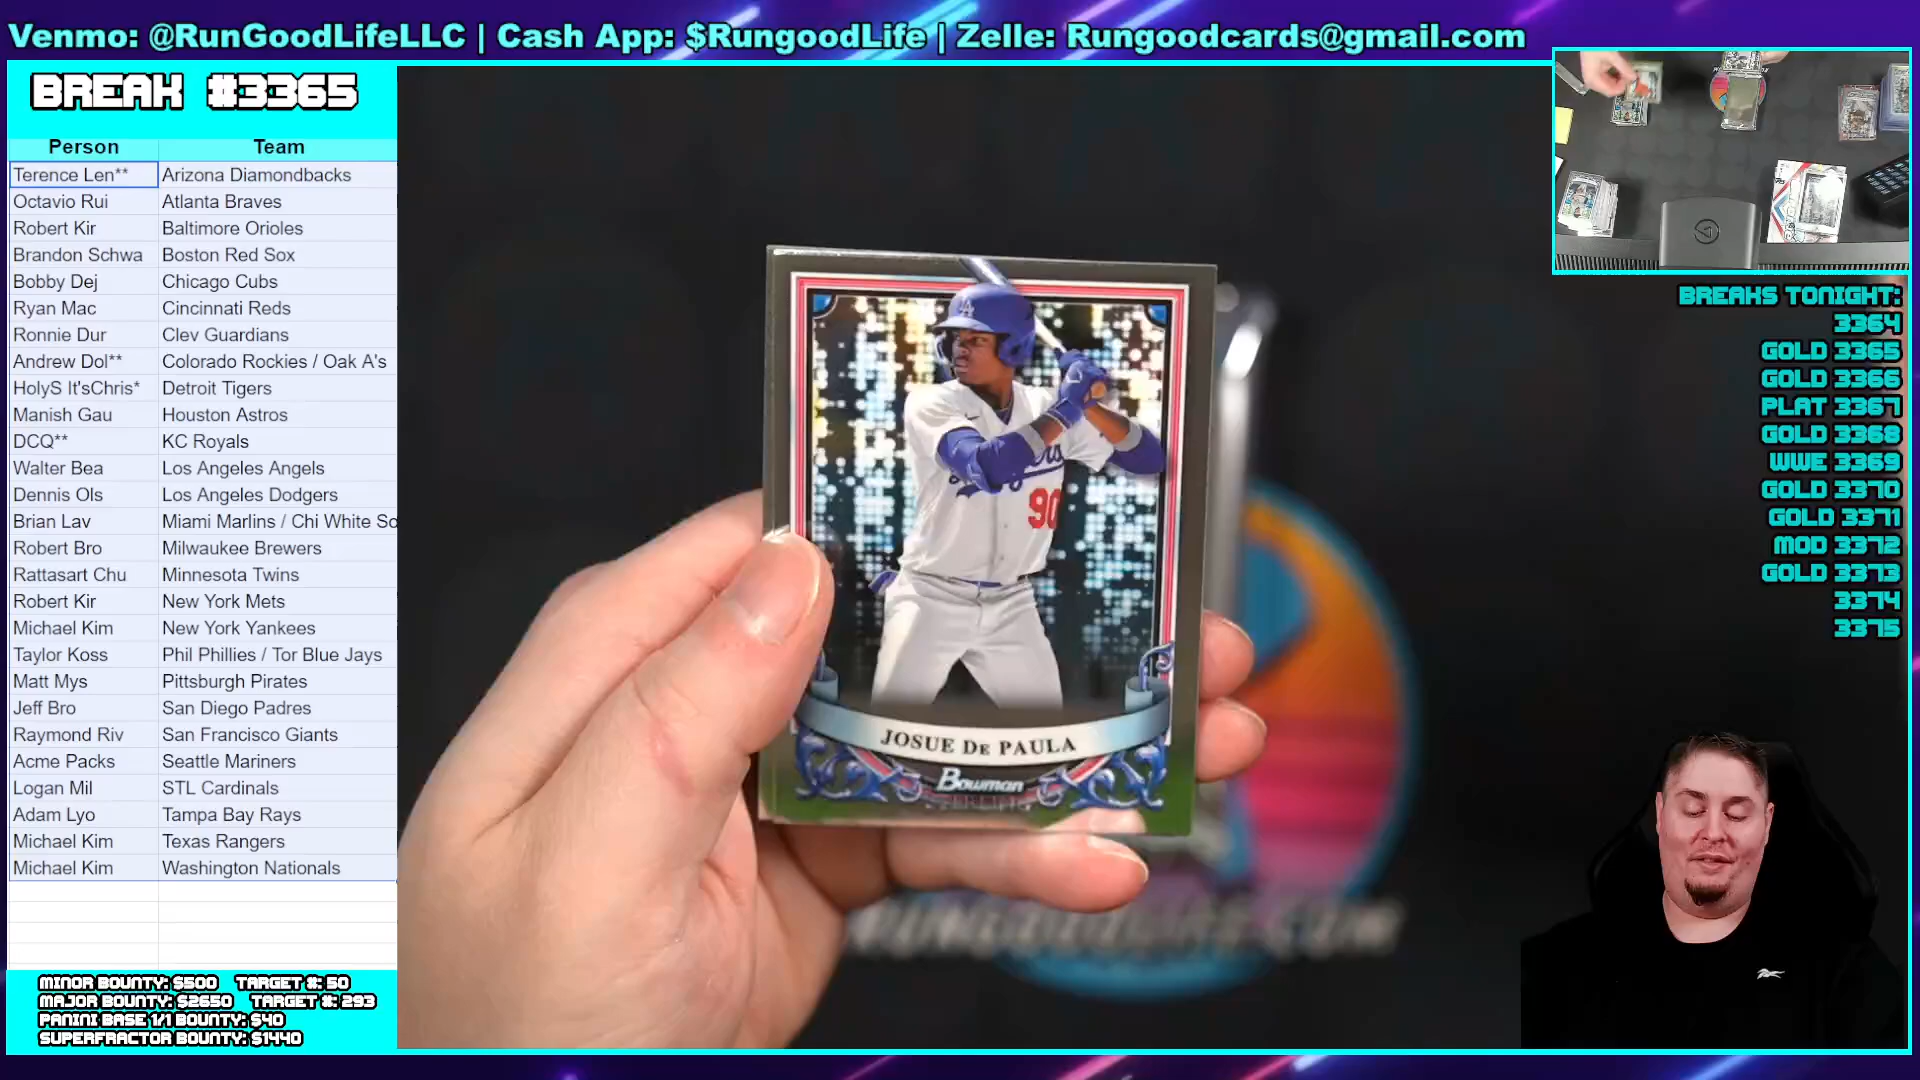 Venmo: @RunGoodLifeLLC | Cash App: $RungoodLife | Zelle: Rungoodcards@gmail.com
BREAK #3365
Person Team
Terence Len** Arizona Diamondbacks
Octavio Rui Atlanta Braves
Robert Kir Baltimore Orioles
Brandon Schwa Boston Red Sox
Bobby Dej Chicago Cubs
Ryan Mac Cincinnati Reds
Ronnie Dur Clev Guardians
Andrew Dol** Colorado Rockies / Oak A's
HolyS It'sChris* Detroit Tigers
Manish Gau Houston Astros
DCQ** KC Royals
Walter Bea Los Angeles Angels
Dennis Ols Los Angeles Dodgers
Brian Lav Miami Marlins / Chi White So
Robert Bro Milwaukee Brewers
Rattasart Chu Minnesota Twins
Robert Kir New York Mets
Michael Kim New York Yankees
Taylor Koss Phil Phillies / Tor Blue Jays
Matt Mys Pittsburgh Pirates
Jeff Bro San Diego Padres
Raymond Riv San Francisco Giants
Acme Packs Seattle Mariners
Logan Mil STL Cardinals
Adam Lyo Tampa Bay Rays
Michael Kim Texas Rangers
Michael Kim Washington Nationals
MINOR BOUNTY: $500 TARGET #: 50
MAJOR BOUNTY: $2650 TARGET #: 293
PANINI BASE 1/1 BOUNTY: $40
SUPERFRACTOR BOUNTY: $1440
LA
90
JOSUE DE PAULA
Bowman
RUNGOODLIFE.COM
BREAKS TONIGHT:
3364
GOLD 3365
GOLD 3366
PLAT 3367
GOLD 3368
WWE 3369
GOLD 3370
GOLD 3371
MOD 3372
GOLD 3373
3374
3375